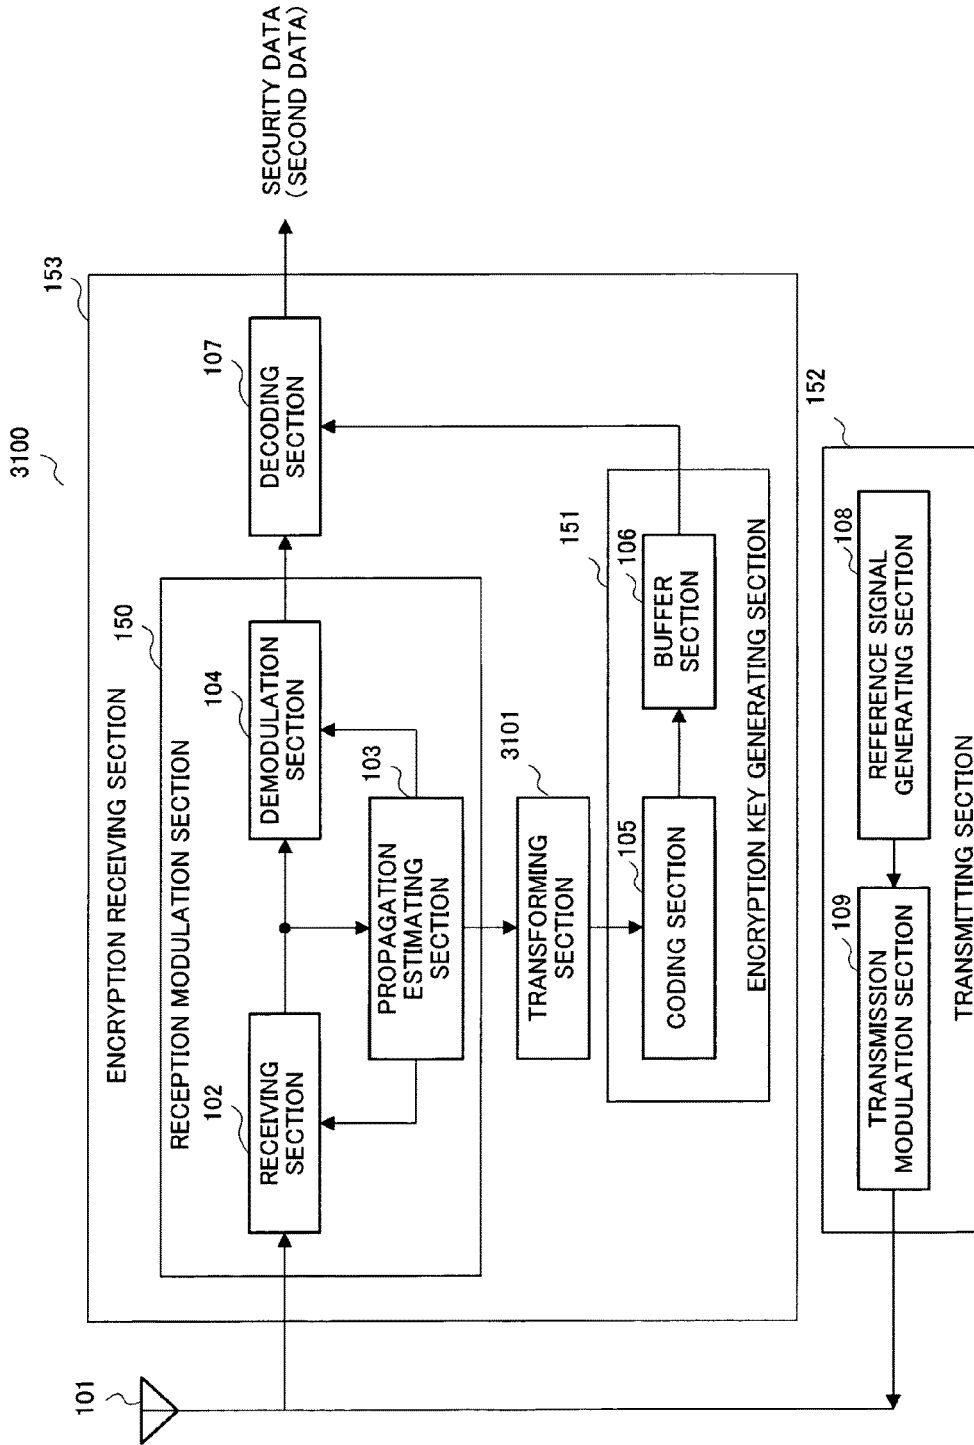 3100
153
ENCRYPTION RECEIVING SECTION
150
RECEPTION MODULATION SECTION
101
102
RECEIVING
SECTION
104
DEMODULATION
SECTION
107
DECODING
SECTION
SECURITY DATA
(SECOND DATA)
103
PROPAGATION
ESTIMATING
SECTION
3101
TRANSFORMING
SECTION
151
105
CODING SECTION
106
BUFFER
SECTION
ENCRYPTION KEY GENERATING SECTION
152
109
TRANSMISSION
MODULATION SECTION
108
REFERENCE SIGNAL
GENERATING SECTION
TRANSMITTING SECTION